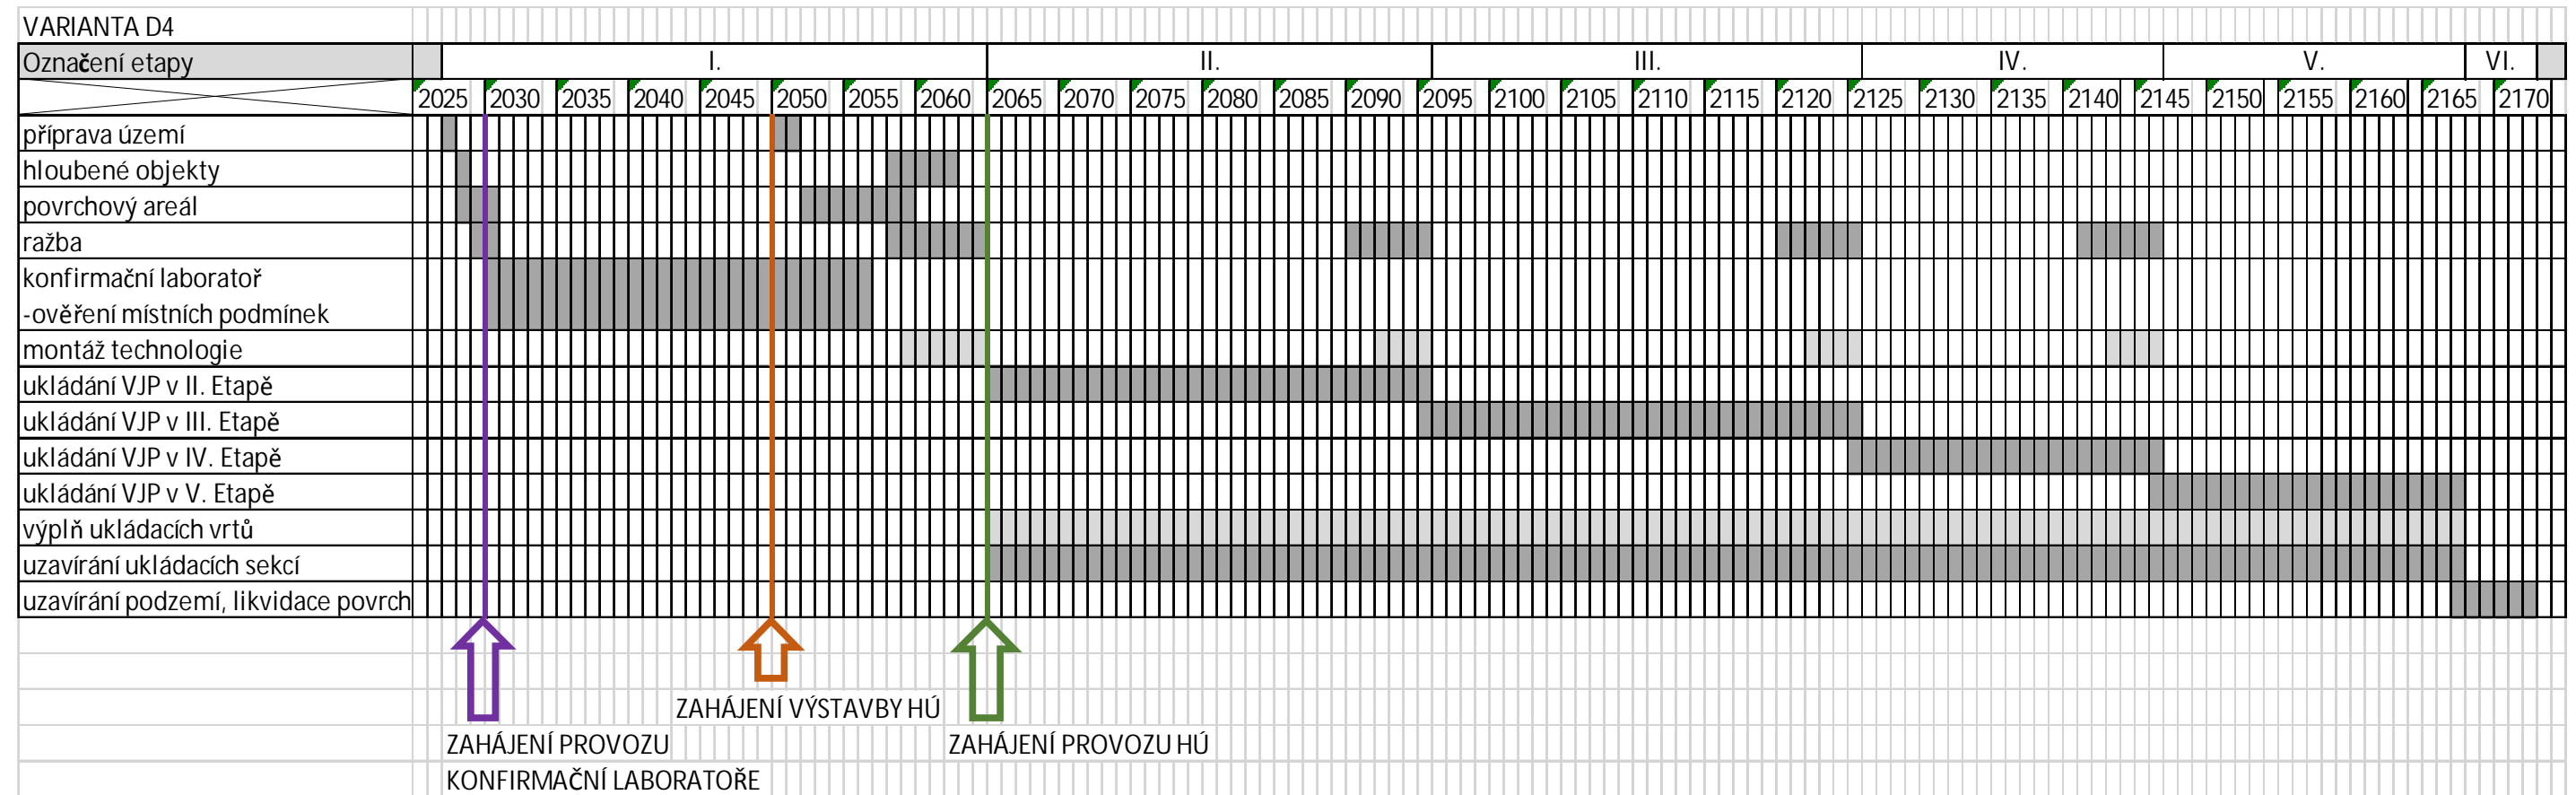 VARIANTA D4
Označení etapy I. II. III. IV. V. VI.
2025 2030 2035 2040 2045 2050 2055 2060 2065 2070 2075 2080 2085 2090 2095 2100 2105 2110 2115 2120 2125 2130 2135 2140 2145 2150 2155 2160 2165 2170
příprava území
hloubené objekty
povrchový areál
ražba
konfirmační laboratoř
-ověření místních podmínek
montáž technologie
ukládání VJP v II. Etapě
ukládání VJP v III. Etapě
ukládání VJP v IV. Etapě
ukládání VJP v V. Etapě
výplň ukládacích vrtů
uzavírání ukládacích sekcí
uzavírání podzemí, likvidace povrch
ZAHÁJENÍ VÝSTAVBY HÚ
ZAHÁJENÍ PROVOZU ZAHÁJENÍ PROVOZU HÚ
KONFIRMAČNÍ LABORATOŘE